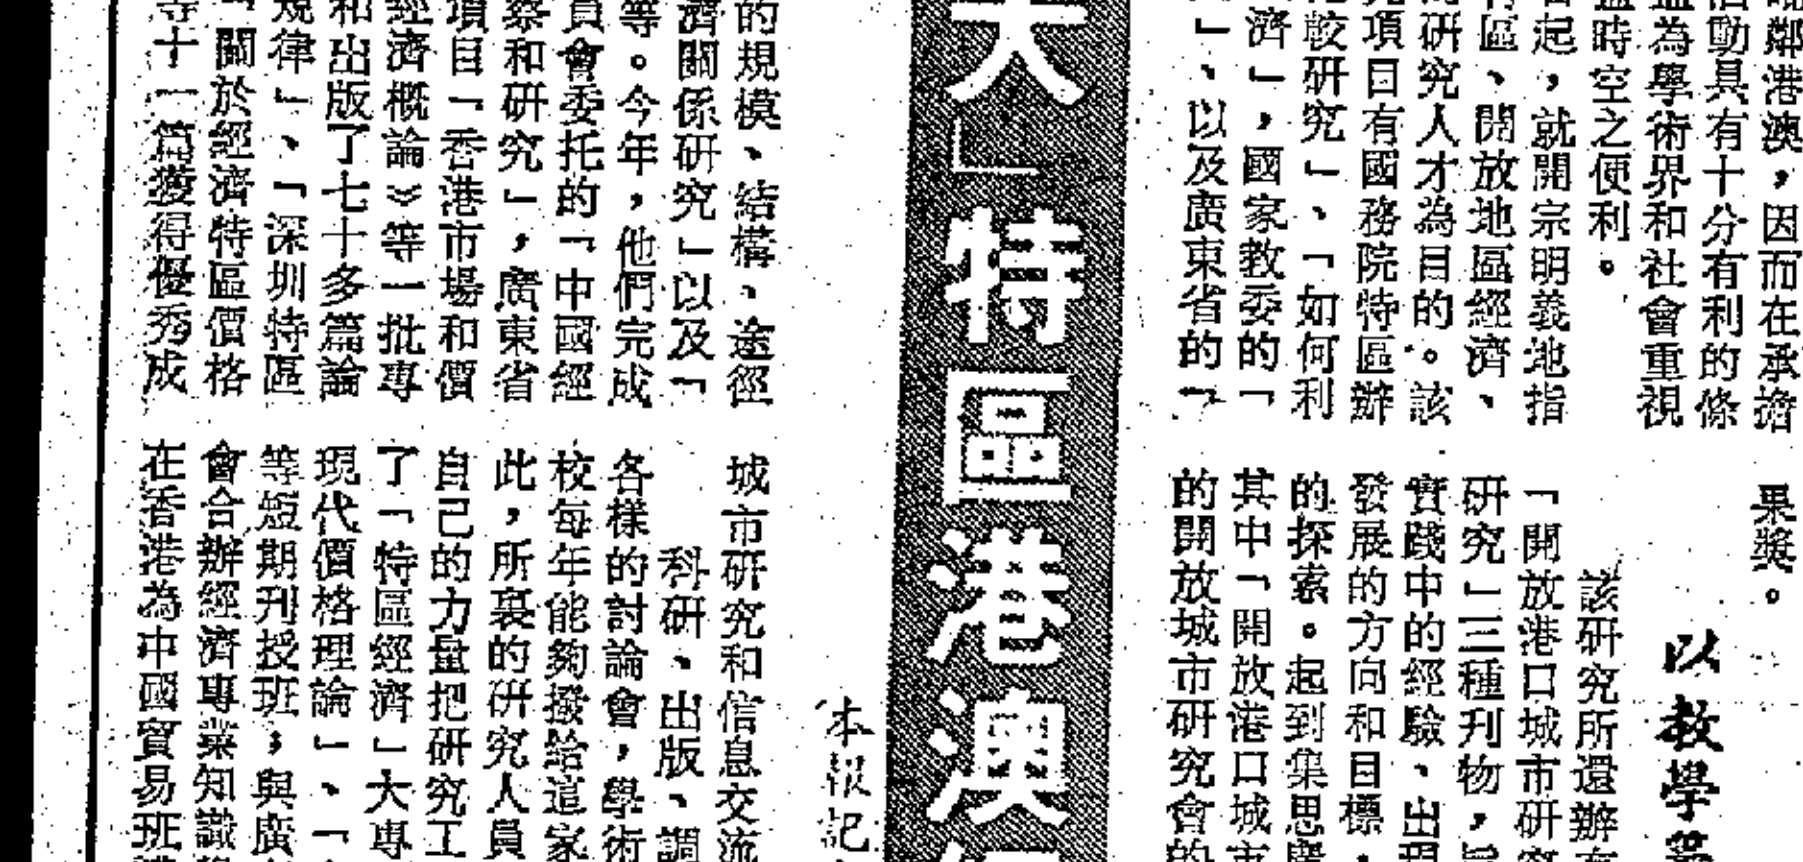 鄰港澳,因而在承擔
活動具有十分有利的條
為學術界和社會重視
時空之便利。
起,就開宗明義地指
區、開放地區經濟、
研究人才為目的。該
項目有國務院特區辦
較研究」、「如何利
濟」,國家教委的「
」、以及廣東省的「
果獎。
以教學
該研究所還辦有
「開放港口城市研究
研究」三種刊物,旨
實踐中的經驗、出現
發展的方向和目標,
的探索。起到集思廣
其中「開放港口城市
的開放城市研究會的
大」特區港澳
本報記
的規模、結構、途徑
濟關係研究」以及「
等。今年,他們完成
員會委托的「中國經
察和研究」,廣東省
項目「香港市場和價
經濟概論》等一批專
和出版了七十多篇論
規律」、「深圳特區
「關於經濟特區價格
等十一篇獲得優秀成
城市研究和信息交流
科研、出版、調
各樣的討論會,學術
校每年能夠撥給這家
此,所裏的研究人員
自己的力量把研究工
了「特區經濟」大專
現代價格理論」、「
等短期刊授班,與廣
會合辦經濟專業知識
在香港為中國貿易班